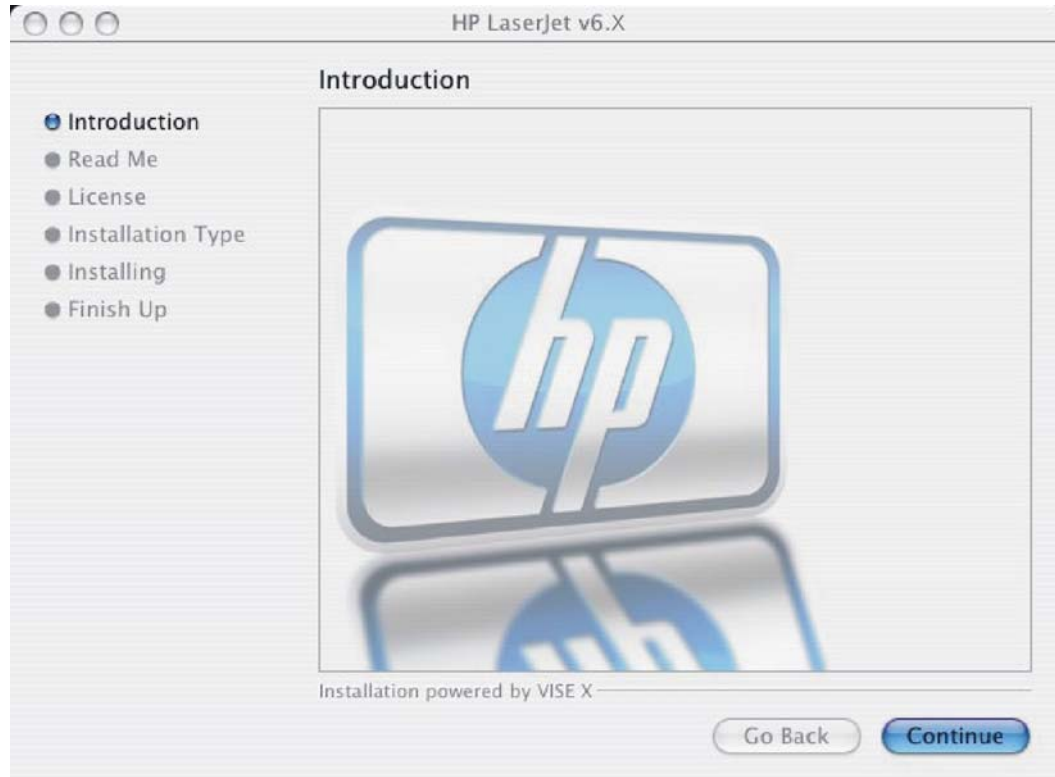 HP LaserJet v6.X
Introduction
Introduction
Read Me
License
Installation Type
Installing
Finish Up
hp
Installation powered by VISE X
Go Back
Continue